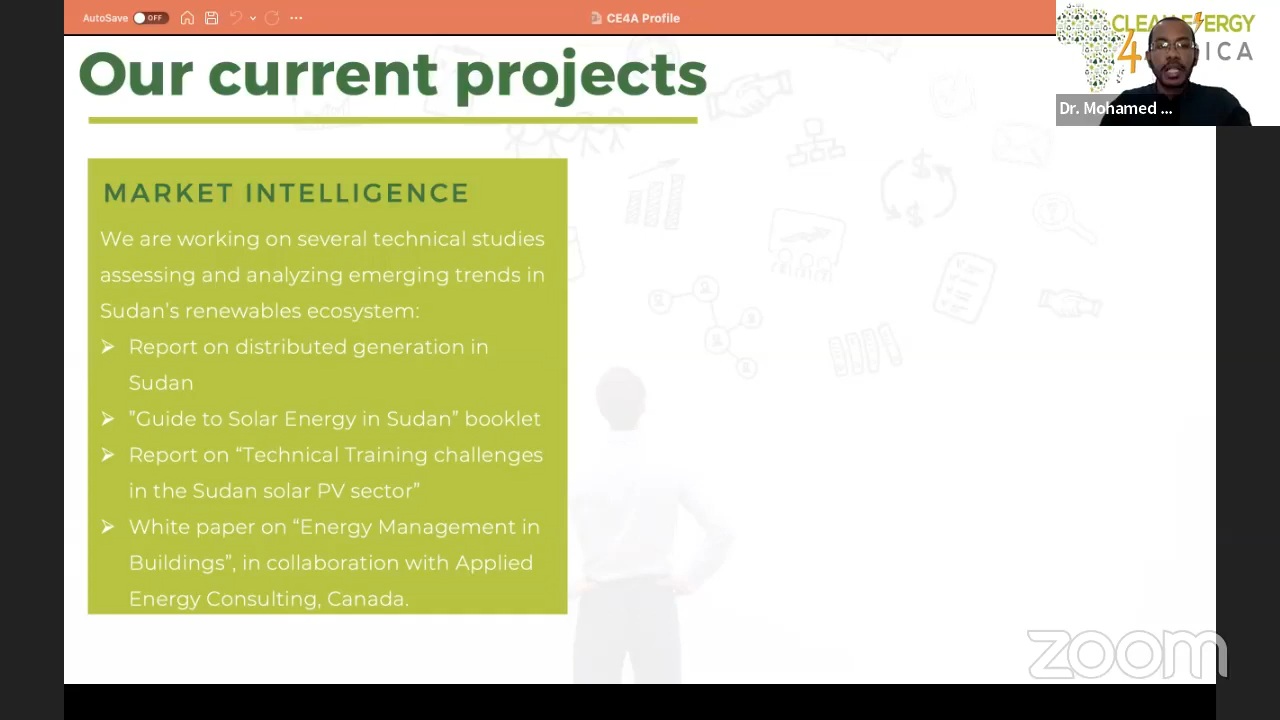 AutoSave OFF
CE4A Profile
CLEAN ENERGY
Dr. Mohamed ...
Our current projects
MARKET INTELLIGENCE
We are working on several technical studies
assessing and analyzing emerging trends in
Sudan's renewables ecosystem:
➢ Report on distributed generation in
Sudan
➢ ”Guide to Solar Energy in Sudan” booklet
➢ Report on “Technical Training challenges
in the Sudan solar PV sector”
➢ White paper on “Energy Management in
Buildings”, in collaboration with Applied
Energy Consulting, Canada.
zoom